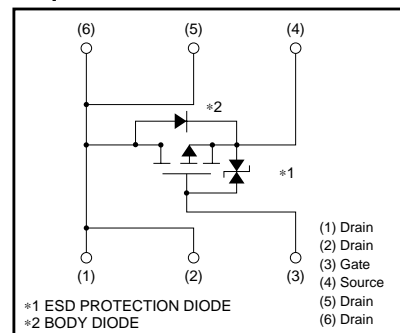 (6) (5) (4)
∗2
∗1
(1) (2) (3)
(1) Drain
(2) Drain
(3) Gate
(4) Source
(5) Drain
(6) Drain
∗1 ESD PROTECTION DIODE
∗2 BODY DIODE